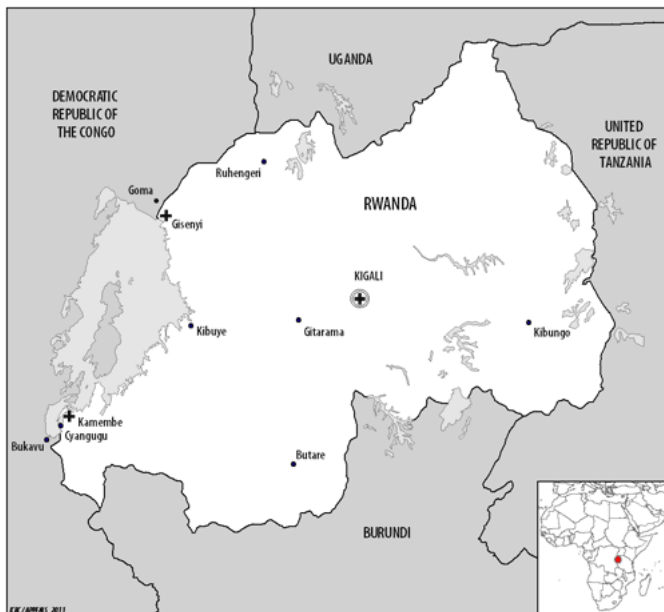 UGANDA
DEMOCRATIC
REPUBLIC OF
THE CONGO
UNITED
REPUBLIC OF
TANZANIA
Ruhengeri
Goma
RWANDA
Gisenyi
KIGALI
Kibuye
Gitarama
Kibungo
Kamembe
Cyangugu
Bukavu
Butare
BURUNDI
2011